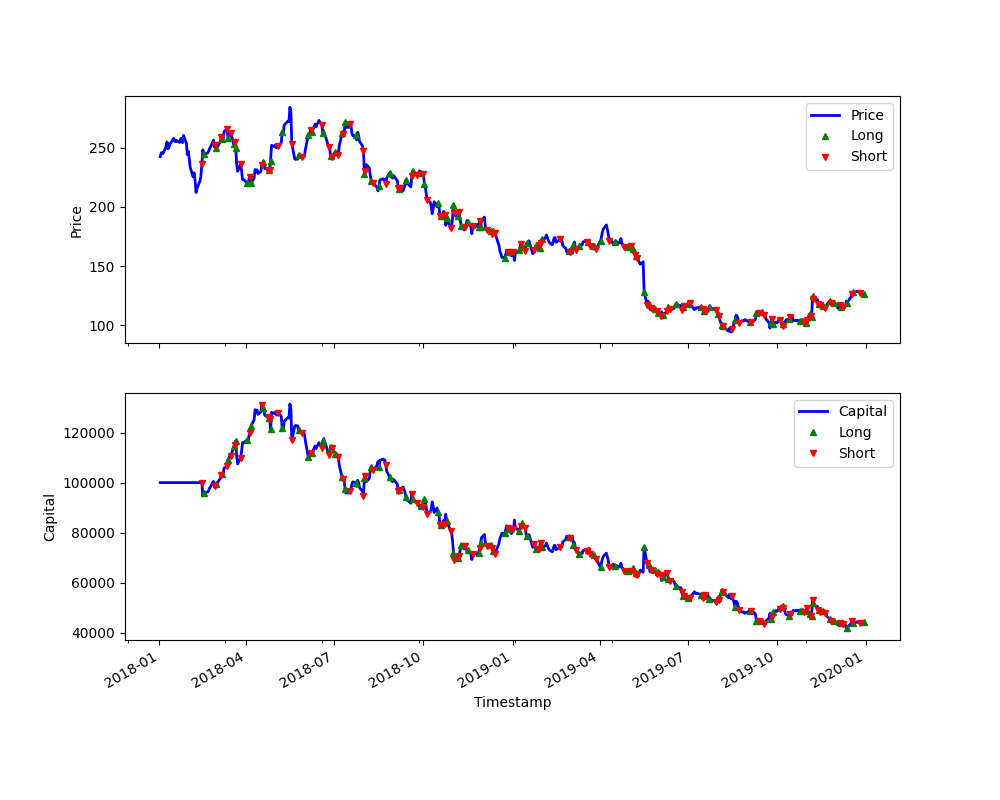 Price
250
200
150
100
Price
Long
Short
Capital
120000
100000
80000
60000
40000
Capital
Long
Short
2018-01
2018-04
2018-07
2018-10
2019-01
2019-04
2019-07
2019-10
2020-01
Timestamp